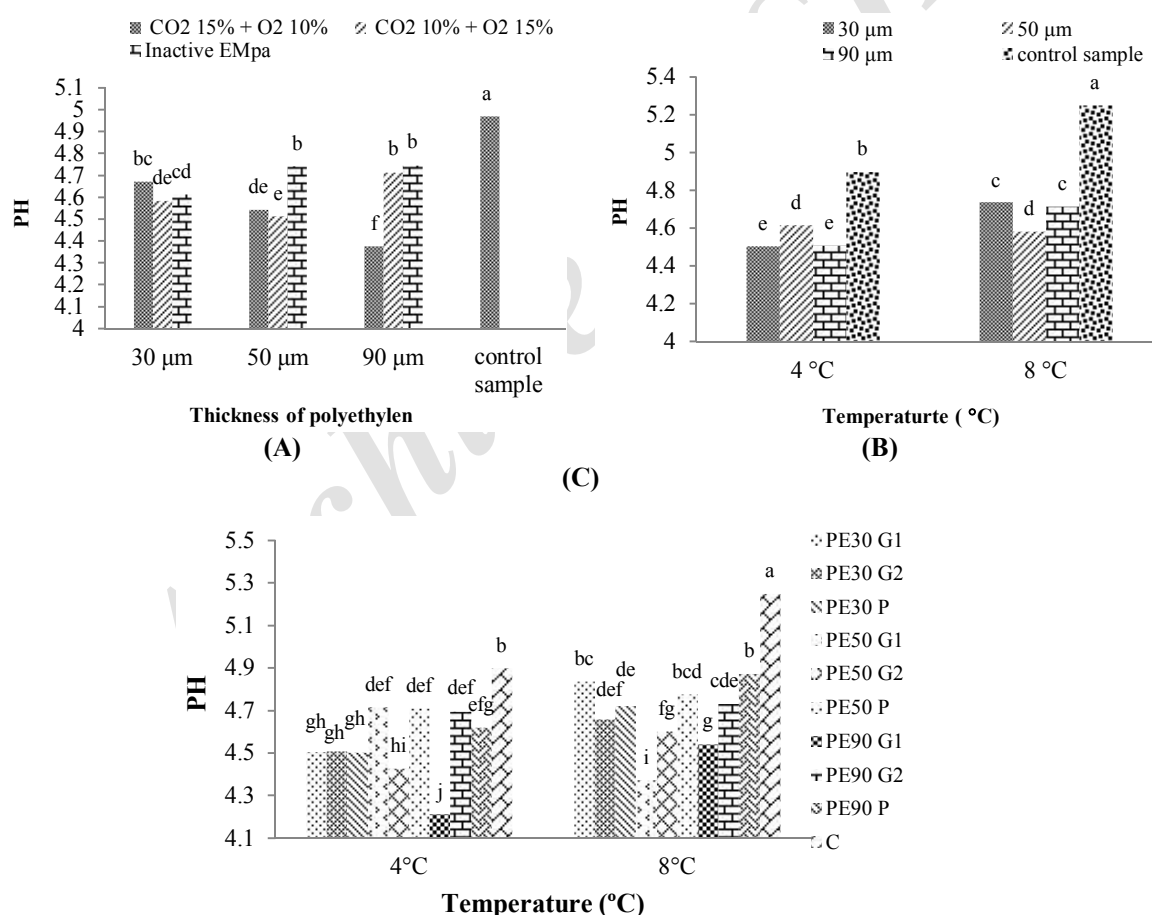 CO2 15% + O2 10% CO2 10% + O2 15%
Inactive EMpa
5.1
5
4.9
4.8
4.7
4.6
4.5
4.4
4.3
4.2
4.1
4
PH
bc
de
cd
de
e
b
f
b
b
a
30 µm
50 µm
90 µm
control
sample
Thickness of polyethylen
(A)
30 µm 50 µm
90 µm control sample
5.4
5.2
5
4.8
4.6
4.4
4.2
4
PH
e
d
e
b
c
d
c
a
4 °C
8 °C
Temperaturte ( °C)
(B)
(C)
5.5
5.3
5.1
4.9
4.7
4.5
4.3
4.1
PH
gh
gh
gh
def
hi
def
j
def
efg
b
bc
def
de
i
fg
bcd
g
cde
b
a
4°C
8°C
Temperature (ºC)
PE30 G1
PE30 G2
PE30 P
PE50 G1
PE50 G2
PE50 P
PE90 G1
PE90 G2
PE90 P
C